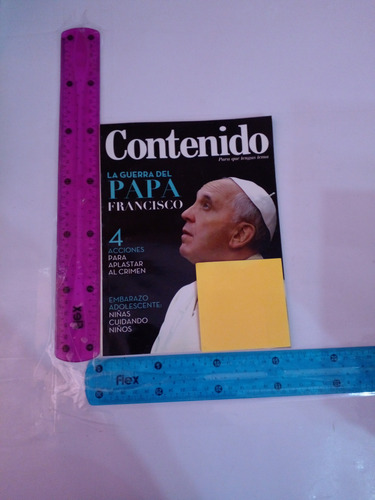 Contenido
Para que tengas tema
LA GUERRA DEL
PAPA
FRANCISCO
4
ACCIONES
PARA
APLASTAR
AL CRIMEN
EMBARAZO
ADOLESCENTE:
NIÑAS
CUIDANDO
NIÑOS
flex
flex